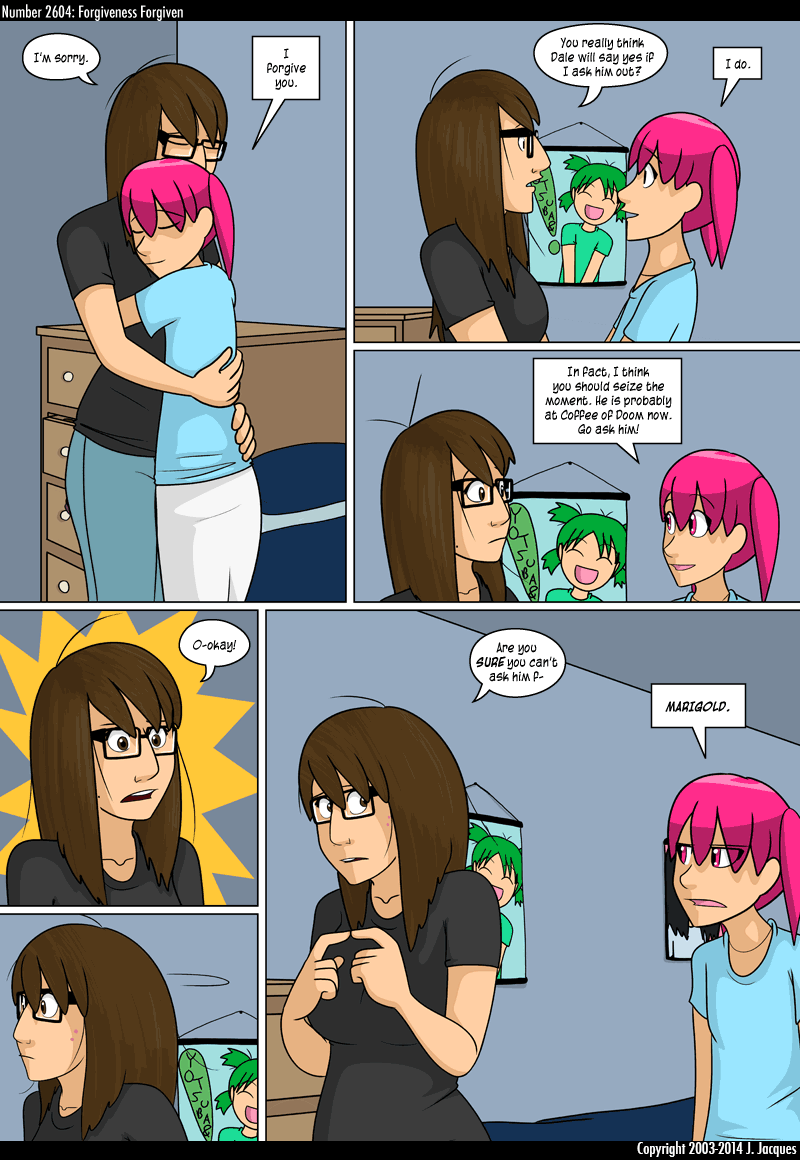 Number 2604: Forgiveness Forgiven
I'm sorry.
I
forgive
you.
You really think
Dale will say yes if
I ask him out?
I do.
YOTSUBA&!
In fact, I think
you should seize the
moment. He is probably
at Coffee of Doom now.
Go ask him!
YOTSUBA&
O-okay!
Are you
SURE you can't
ask him f-
MARIGOLD.
YOTSUBA&
Copyright 2003-2014 J. Jacques